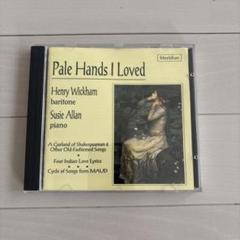 Meridian
Pale Hands I Loved
Henry Wickham
baritone
Susie Allan
piano
A Garland of Shakespearean &
Other Old-Fashioned Songs
Four Indian Love Lyrics
Cycle of Songs from MAUD